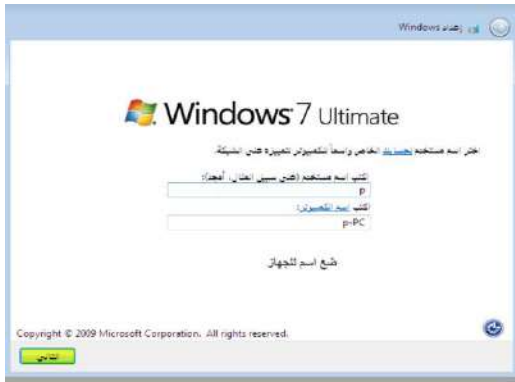 إعداد Windows
Windows 7 Ultimate
اختر اسم مستخدم لحسابك الخاص واسماً للكمبيوتر لتمييزه على الشبكة.
اكتب اسم مستخدم (على سبيل المثال، أمجد):
p
اكتب اسم الكمبيوتر:
p-PC
ضع اسم للجهاز
Copyright © 2009 Microsoft Corporation. All rights reserved.
التالي